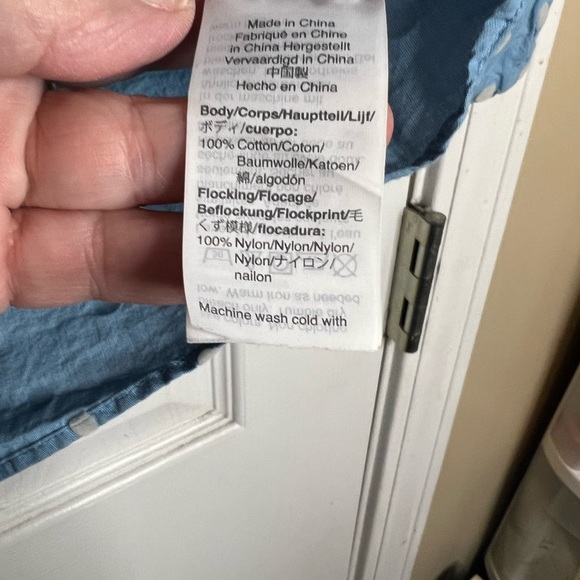 Made in China
Fabriqué en Chine
in China Hergestellt
Vervaardigd in China
中国製
Hecho en China
Body/Corps/Hauptteil/Lijf/
ボディ/cuerpo:
100% Cotton/Coton/
Baumwolle/Katoen/
綿/algodón
Flocking/Flocage/
Beflockung/Flockprint/毛
くず模様/flocadura:
100% Nylon/Nylon/Nylon/
Nylon/ナイロン/
nailon
Machine wash cold with